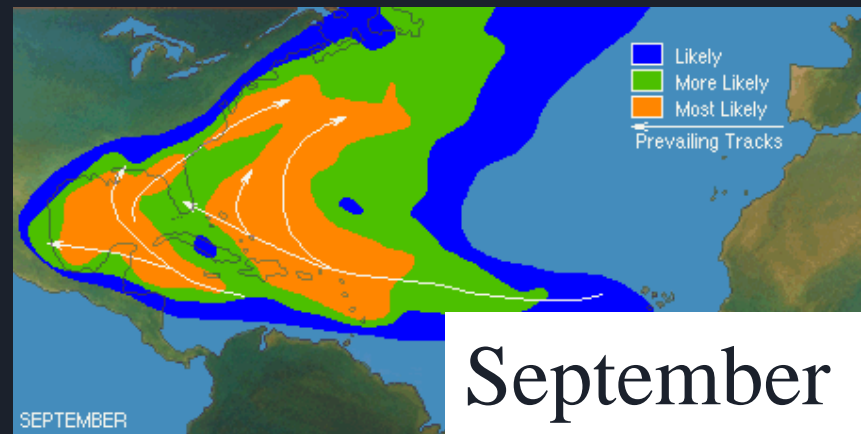 Likely
More Likely
Most Likely
Prevailing Tracks
September
SEPTEMBER